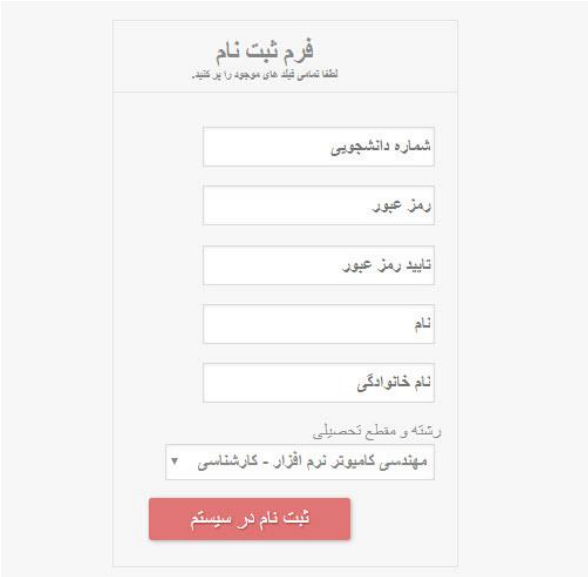 فرم ثبت نام
لطفا تمامی فیلد های موجود را پر کنید.
شماره دانشجویی
رمز عبور
تایید رمز عبور
نام
نام خانوادگی
رشته و مقطع تحصیلی
مهندسی کامپوتر نرم افزار - کارشناسی
ثبت نام در سیستم